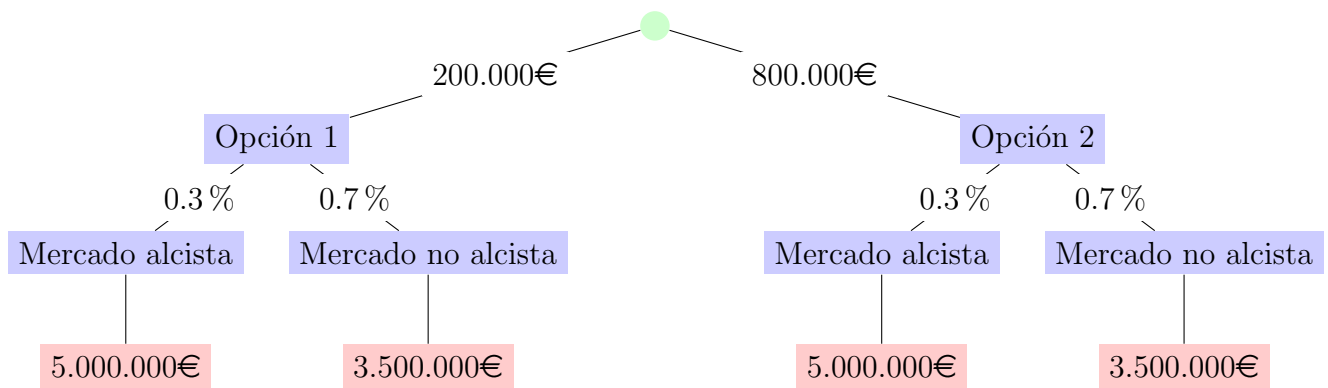 200.000€ 800.000€
Opción 1 Opción 2
0.3 % 0.7 % 0.3 % 0.7 %
Mercado alcista Mercado no alcista Mercado alcista Mercado no alcista
5.000.000€ 3.500.000€ 5.000.000€ 3.500.000€